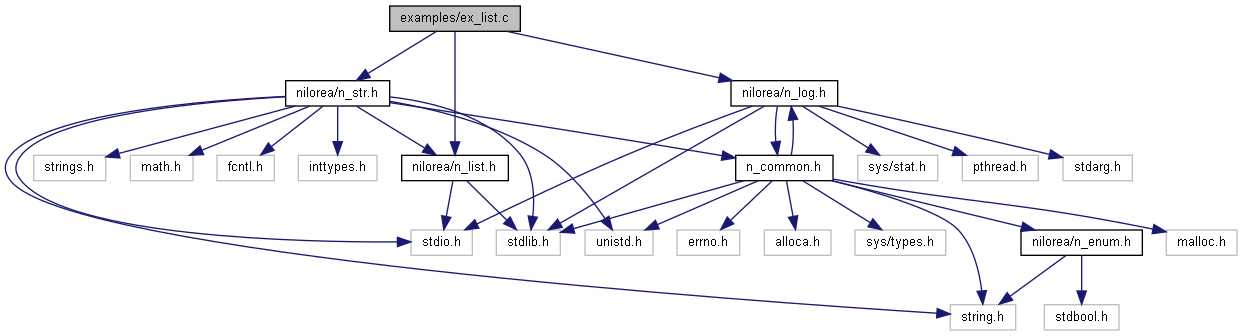 examples/ex_list.c
nilorea/n_str.h
nilorea/n_log.h
strings.h
math.h
fcntl.h
inttypes.h
nilorea/n_list.h
n_common.h
sys/stat.h
pthread.h
stdarg.h
stdio.h
stdlib.h
unistd.h
errno.h
alloca.h
sys/types.h
nilorea/n_enum.h
malloc.h
string.h
stdbool.h